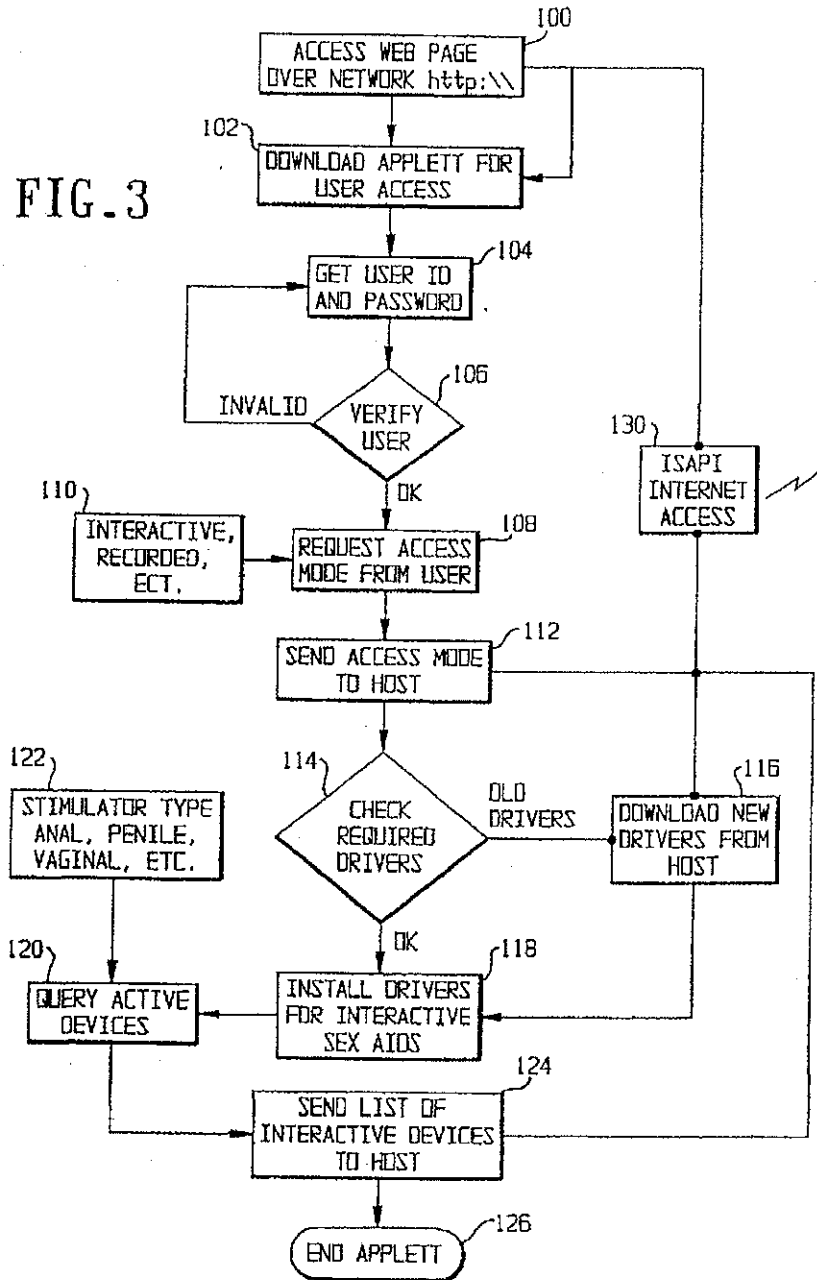 FIG.3
100
ACCESS WEB PAGE
OVER NETWORK http:\\
102
DOWNLOAD APPLETT FOR
USER ACCESS
104
GET USER ID
AND PASSWORD
106
VERIFY
USER
INVALID
OK
130
ISAPI
INTERNET
ACCESS
110
INTERACTIVE,
RECORDED,
ECT.
108
REQUEST ACCESS
MODE FROM USER
112
SEND ACCESS MODE
TO HOST
114
CHECK
REQUIRED
DRIVERS
OLD
DRIVERS
116
DOWNLOAD NEW
DRIVERS FROM
HOST
122
STIMULATOR TYPE
ANAL, PENILE,
VAGINAL, ETC.
OK
118
INSTALL DRIVERS
FOR INTERACTIVE
SEX AIDS
120
QUERY ACTIVE
DEVICES
124
SEND LIST OF
INTERACTIVE DEVICES
TO HOST
126
END APPLETT